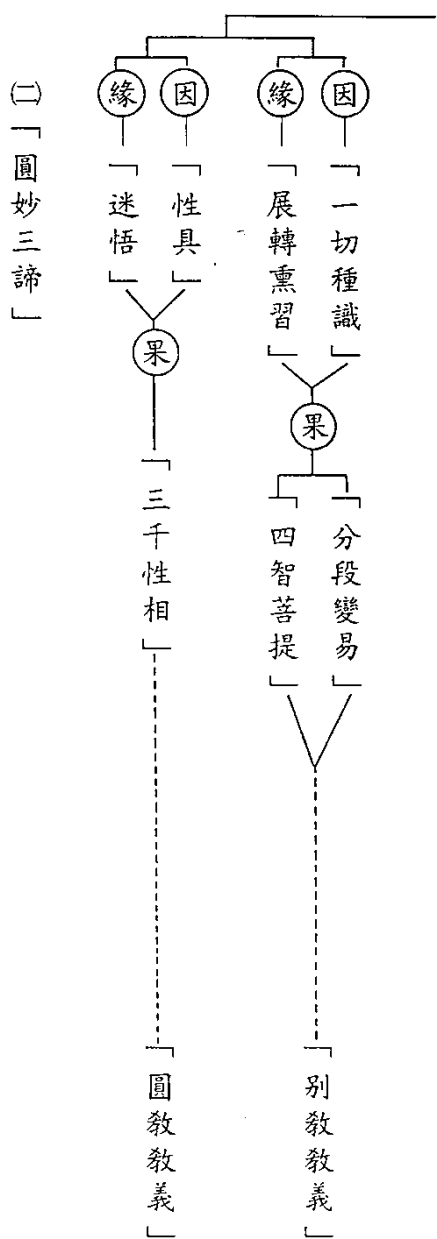 因
「一切種識」
緣
「展轉熏習」
果
「分段變易」
「四智菩提」
「別教教義」
因
「性具」
緣
「迷悟」
果
「三千性相」
「圓教教義」
㈡「圓妙三諦」